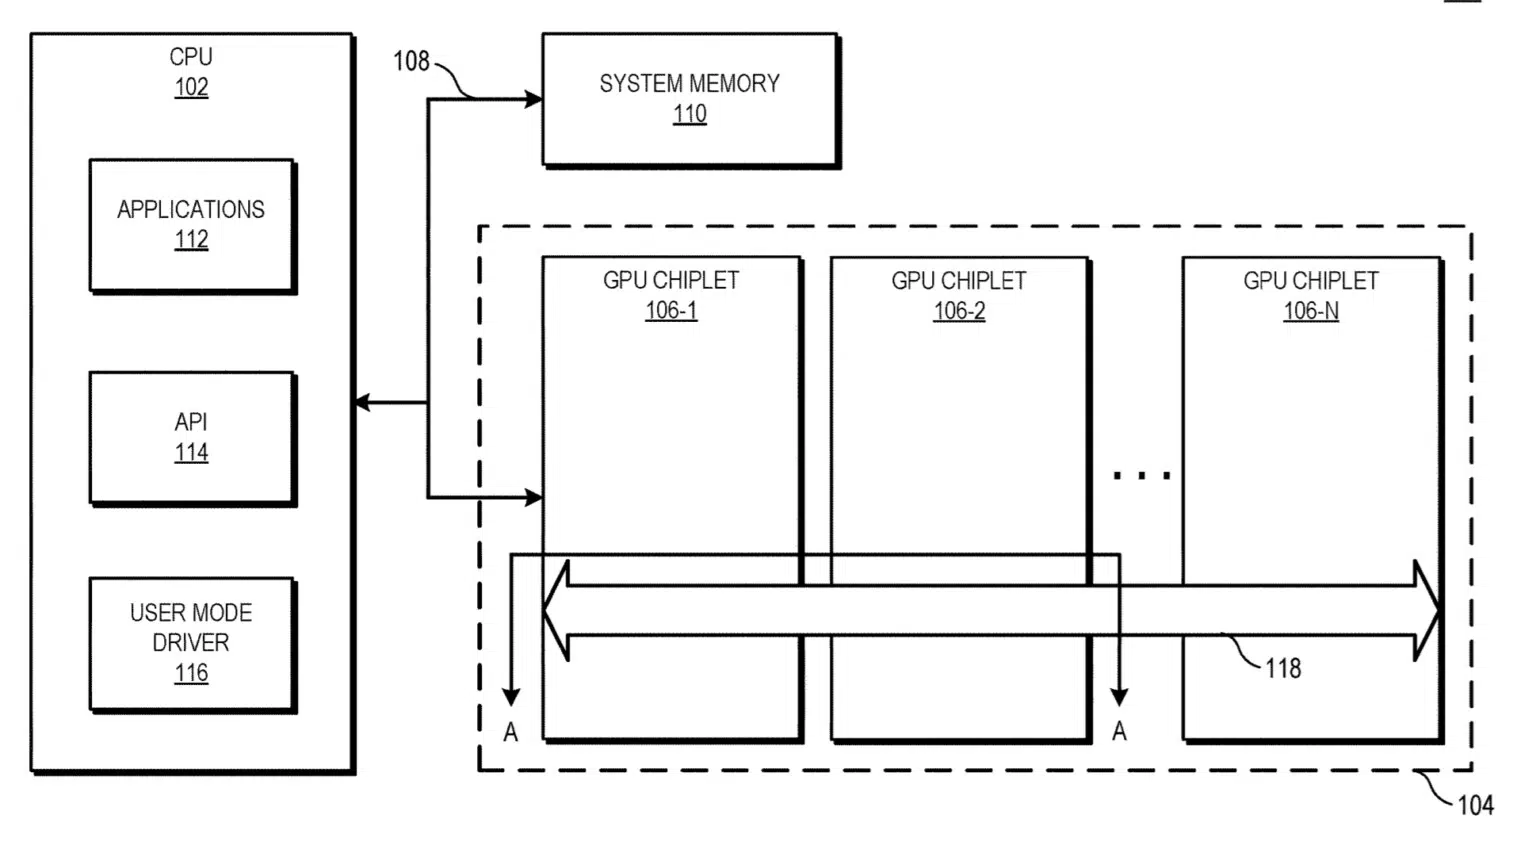 CPU
102
108
SYSTEM MEMORY
110
APPLICATIONS
112
GPU CHIPLET
106-1
GPU CHIPLET
106-2
GPU CHIPLET
106-N
API
114
...
USER MODE
DRIVER
116
118
A
A
104